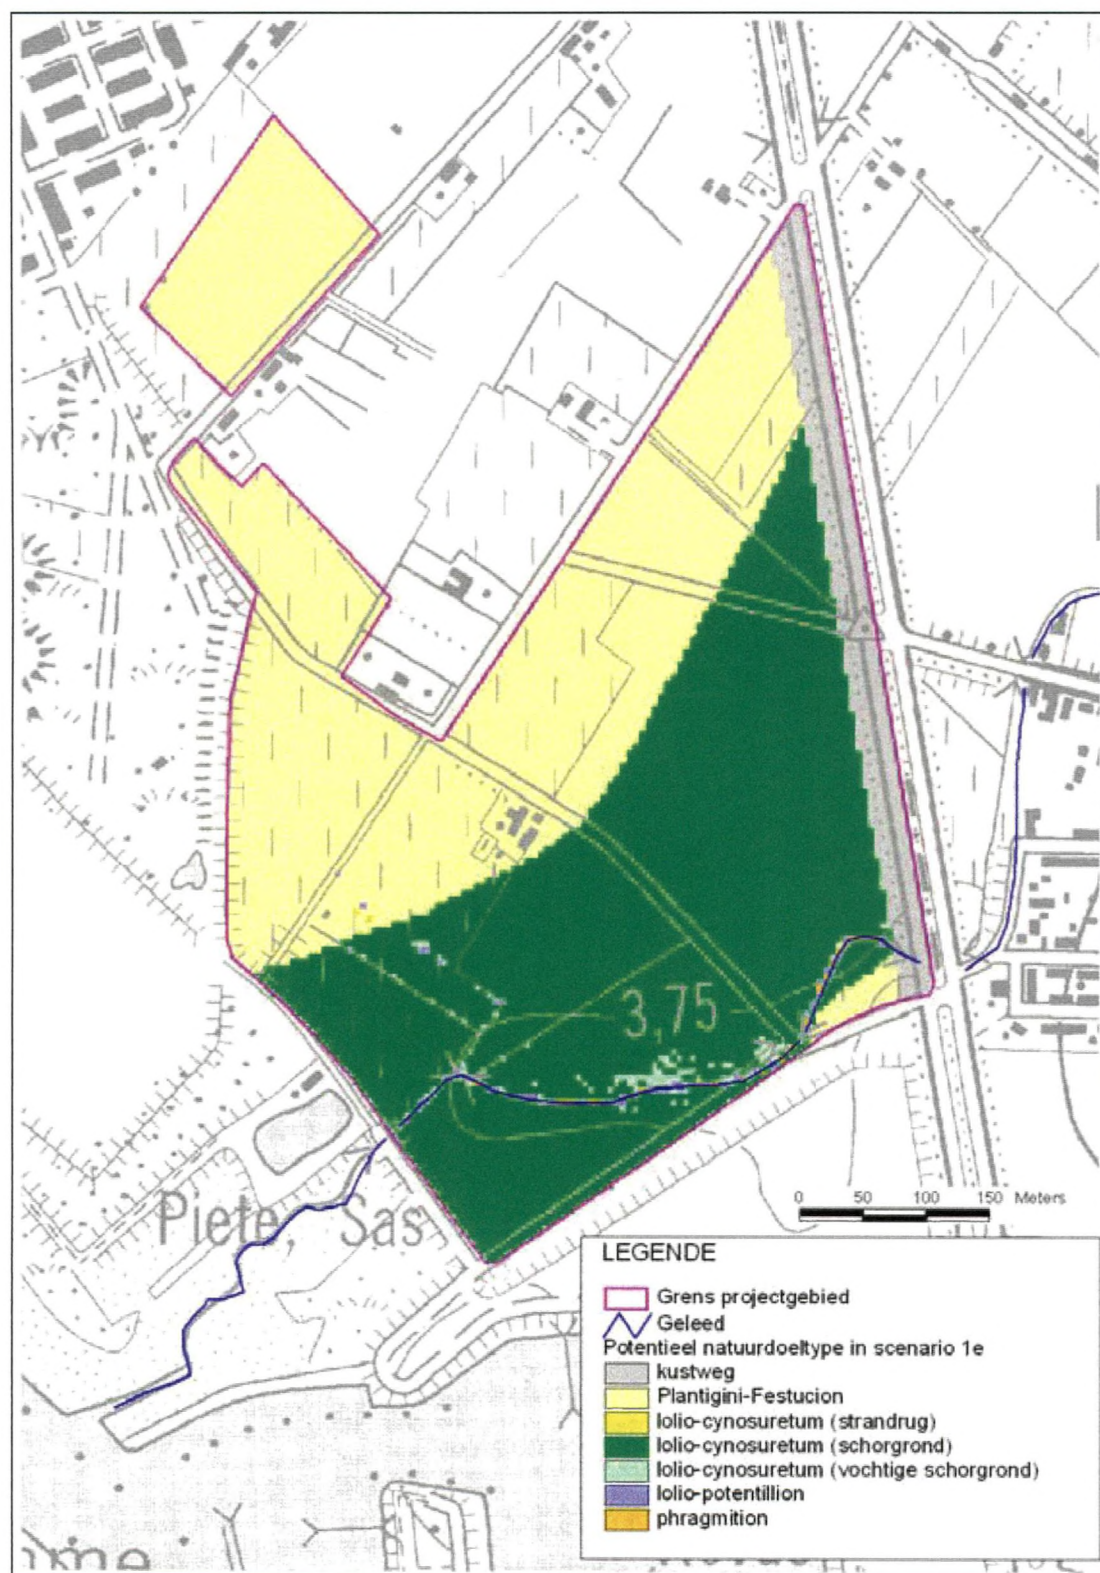 3,75
Piete, Sas
0 50 100 150 Meters
LEGENDE
Grens projectgebied
Geleed
Potentieel natuurdoeltype in scenario 1e
kustweg
Plantigini-Festucion
lolio-cynosuretum (strandrug)
lolio-cynosuretum (schorgrond)
lolio-cynosuretum (vochtige schorgrond)
lolio-potentillion
phragmition